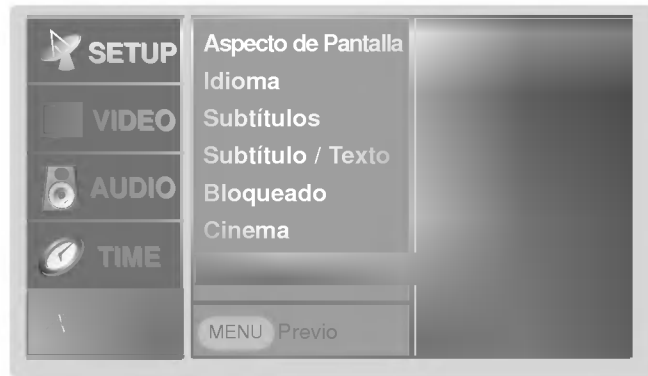 SETUP
VIDEO
AUDIO
TIME
Aspecto de Pantalla
Idioma
Subtítulos
Subtítulo / Texto
Bloqueado
Cinema
MENU Previo